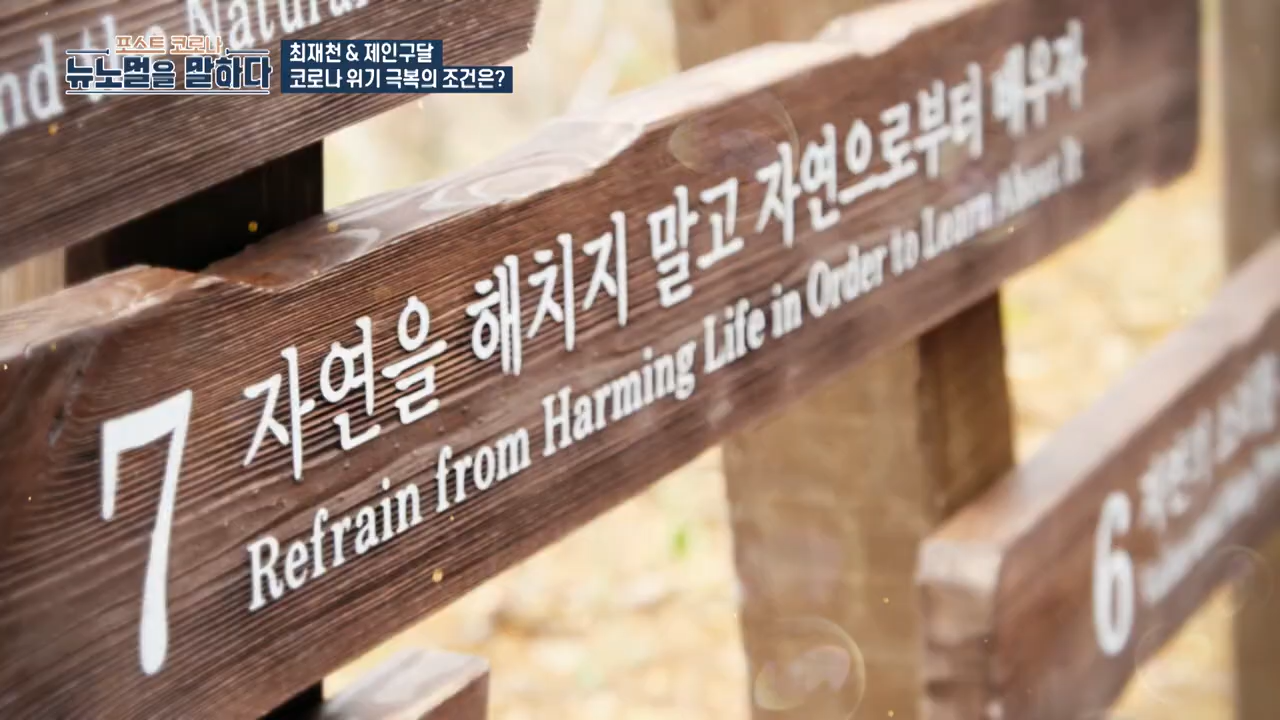 nd the Natural
포스트 코로나
뉴노멀을 말하다
최재천 & 제인구달
코로나 위기 극복의 조건은?
7 자연을 해치지 말고 자연으로부터 배우자
Refrain from Harming Life in Order to Learn About It
6